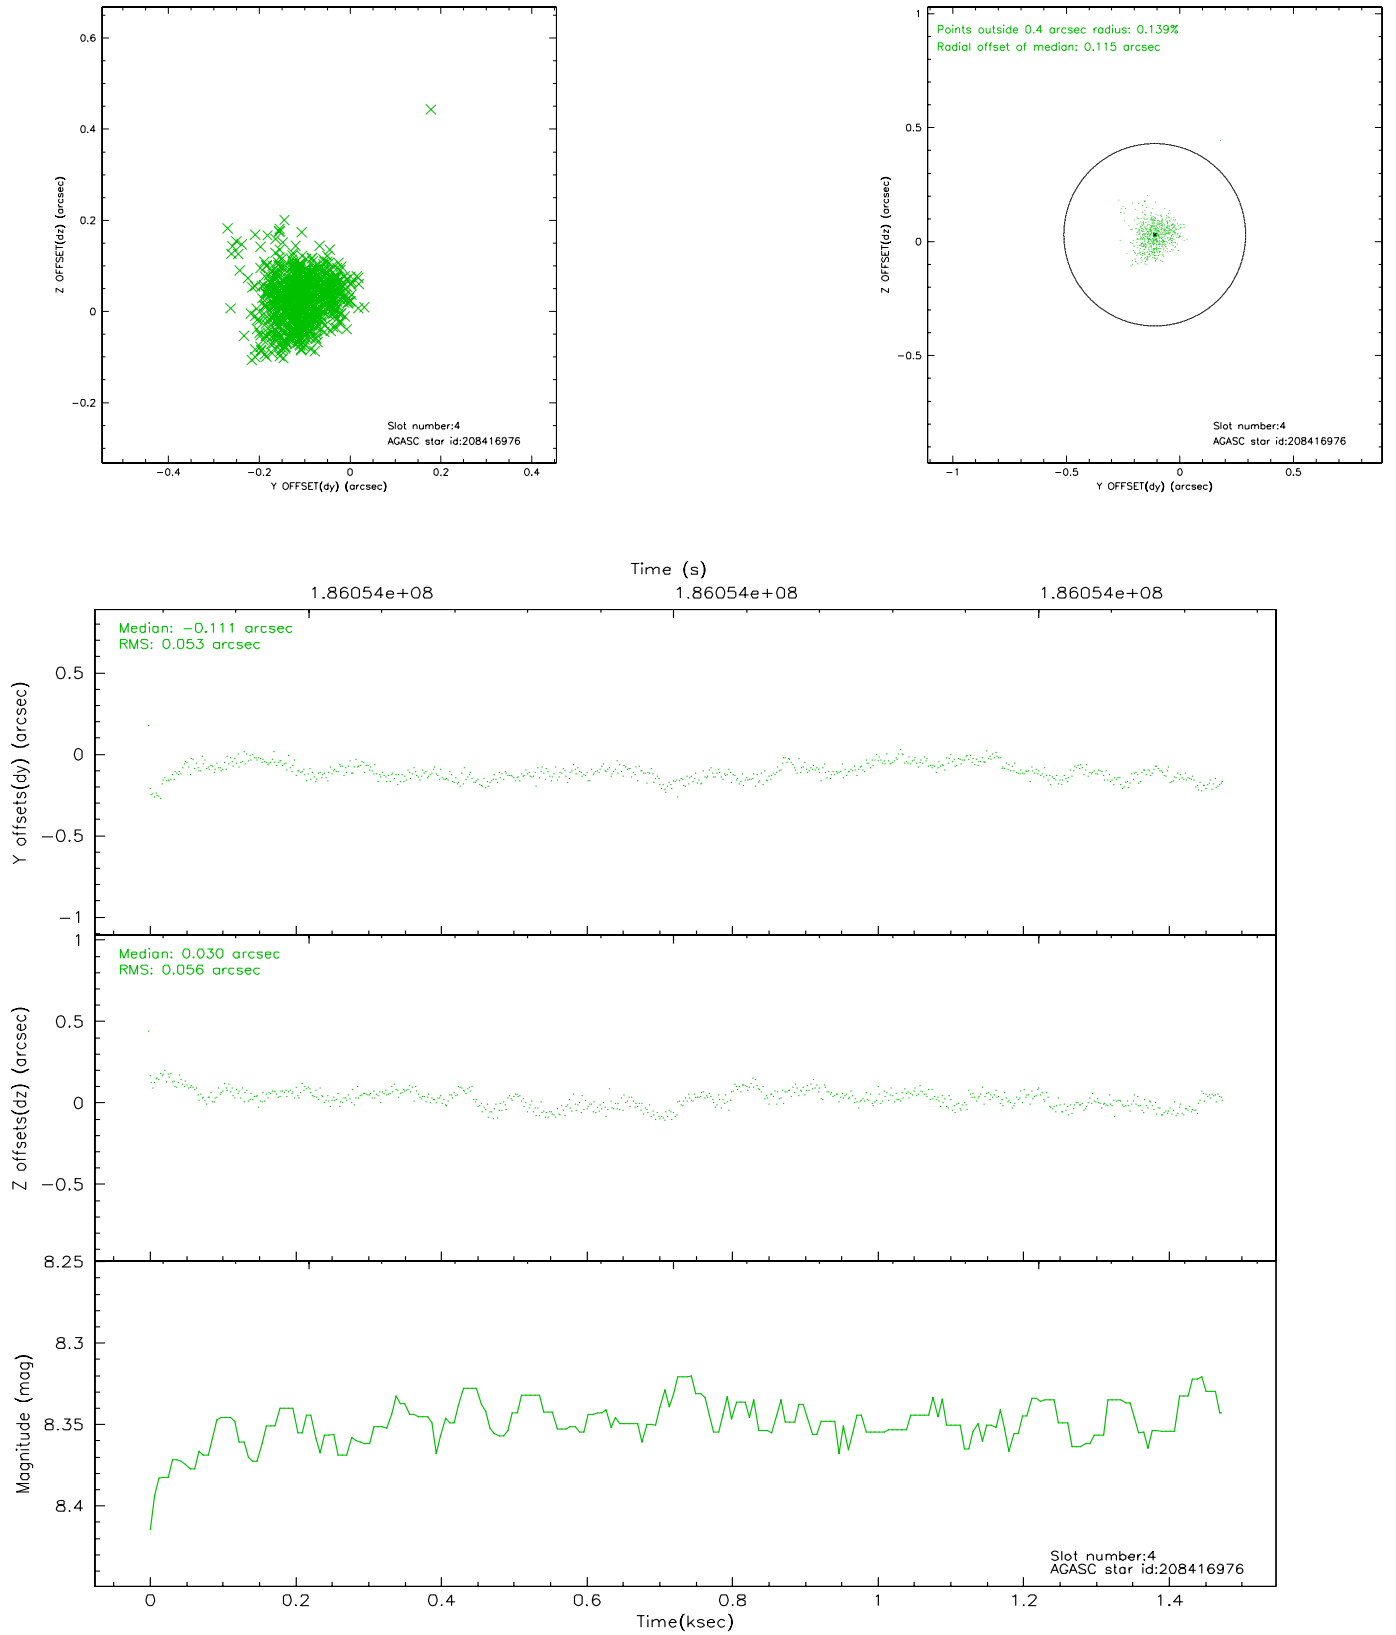 0.6
0.4
0.2
0
−0.2
Z OFFSET(dz) (arcsec)
−0.4
−0.2
0
0.2
0.4
Y OFFSET(dy) (arcsec)
Slot number:4
AGASC star id:208416976
Points outside 0.4 arcsec radius: 0.139%
Radial offset of median: 0.115 arcsec
1
0.5
0
−0.5
Z OFFSET(dz) (arcsec)
−1
−0.5
0
0.5
Y OFFSET(dy) (arcsec)
Slot number:4
AGASC star id:208416976
Time (s)
1.86054e+08
1.86054e+08
1.86054e+08
Median: −0.111 arcsec
RMS: 0.053 arcsec
0.5
0
−0.5
−1
Y offsets(dy) (arcsec)
Median: 0.030 arcsec
RMS: 0.056 arcsec
1
0.5
0
−0.5
Z offsets(dz) (arcsec)
8.25
8.3
8.35
8.4
Magnitude (mag)
Slot number:4
AGASC star id:208416976
0
0.2
0.4
0.6
0.8
1
1.2
1.4
Time(ksec)